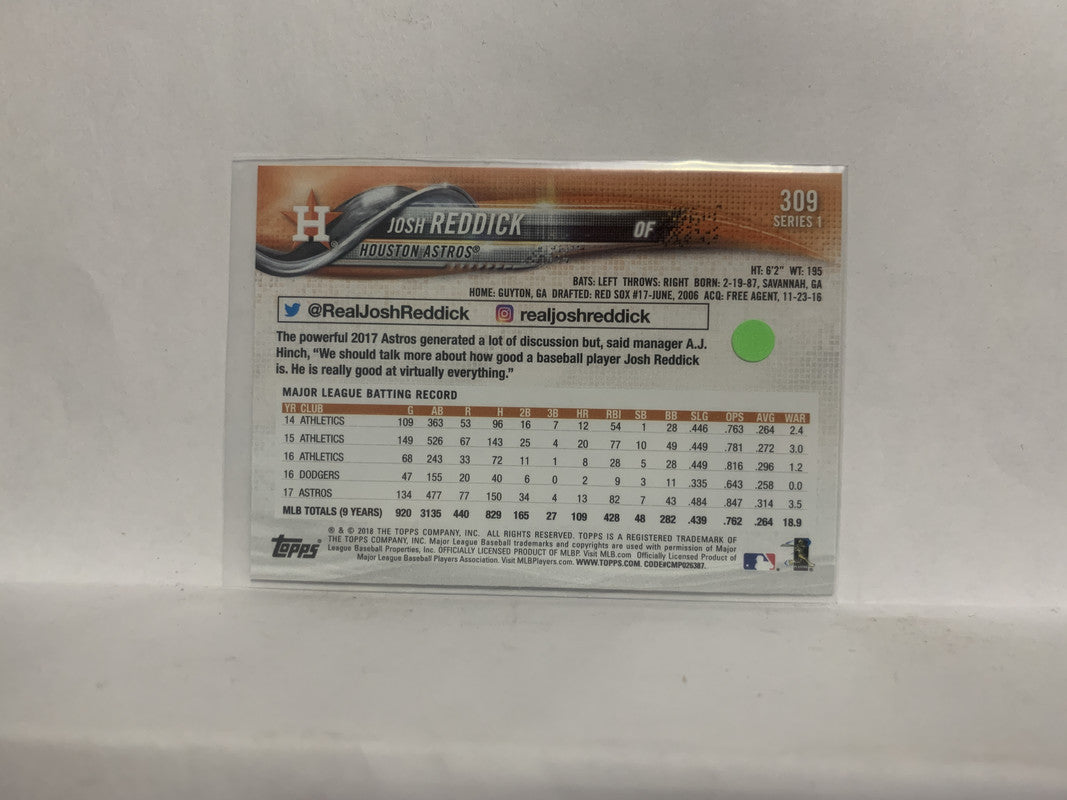 309
SERIES 1
H
JOSH REDDICK OF
HOUSTON ASTROS®
HT: 6'2" WT: 195
BATS: LEFT THROWS: RIGHT BORN: 2-19-87, SAVANNAH, GA
HOME: GUYTON, GA DRAFTED: RED SOX #17-JUNE, 2006 ACQ: FREE AGENT, 11-23-16
@RealJoshReddick realjoshreddick
The powerful 2017 Astros generated a lot of discussion but, said manager A.J.
Hinch, “We should talk more about how good a baseball player Josh Reddick
is. He is really good at virtually everything.”
MAJOR LEAGUE BATTING RECORD
YR CLUB G AB R H 2B 3B HR RBI SB BB SLG OPS AVG WAR
14 ATHLETICS 109 363 53 96 16 7 12 54 1 28 .446 .763 .264 2.4
15 ATHLETICS 149 526 67 143 25 4 20 77 10 49 .449 .781 .272 3.0
16 ATHLETICS 68 243 33 72 11 1 8 28 5 28 .449 .816 .296 1.2
16 DODGERS 47 155 20 40 6 0 2 9 3 11 .335 .643 .258 0.0
17 ASTROS 134 477 77 150 34 4 13 82 7 43 .484 .847 .314 3.5
MLB TOTALS (9 YEARS) 920 3135 440 829 165 27 109 428 48 282 .439 .762 .264 18.9
® & © 2018 THE TOPPS COMPANY, INC. ALL RIGHTS RESERVED. TOPPS IS A REGISTERED TRADEMARK OF
THE TOPPS COMPANY, INC. Major League Baseball trademarks and copyrights are used with permission of Major
League Baseball Properties, Inc. OFFICIALLY LICENSED PRODUCT OF MLBP. Visit MLB.com Officially Licensed Product of
Major League Baseball Players Association. Visit MLBPlayers.com. WWW.TOPPS.COM. CODE#CMP026387.
Topps®